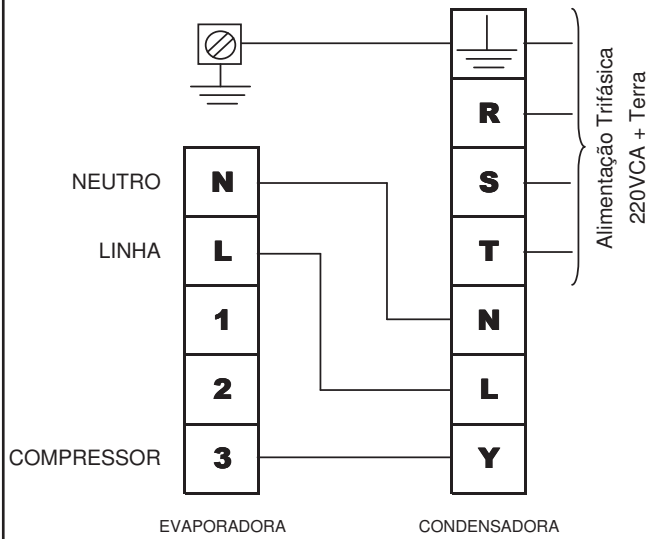 R
NEUTRO N S
LINHA L T
1 N
2 L
COMPRESSOR 3 Y
EVAPORADORA CONDENSADORA
Alimentação Trifásica
220VCA + Terra